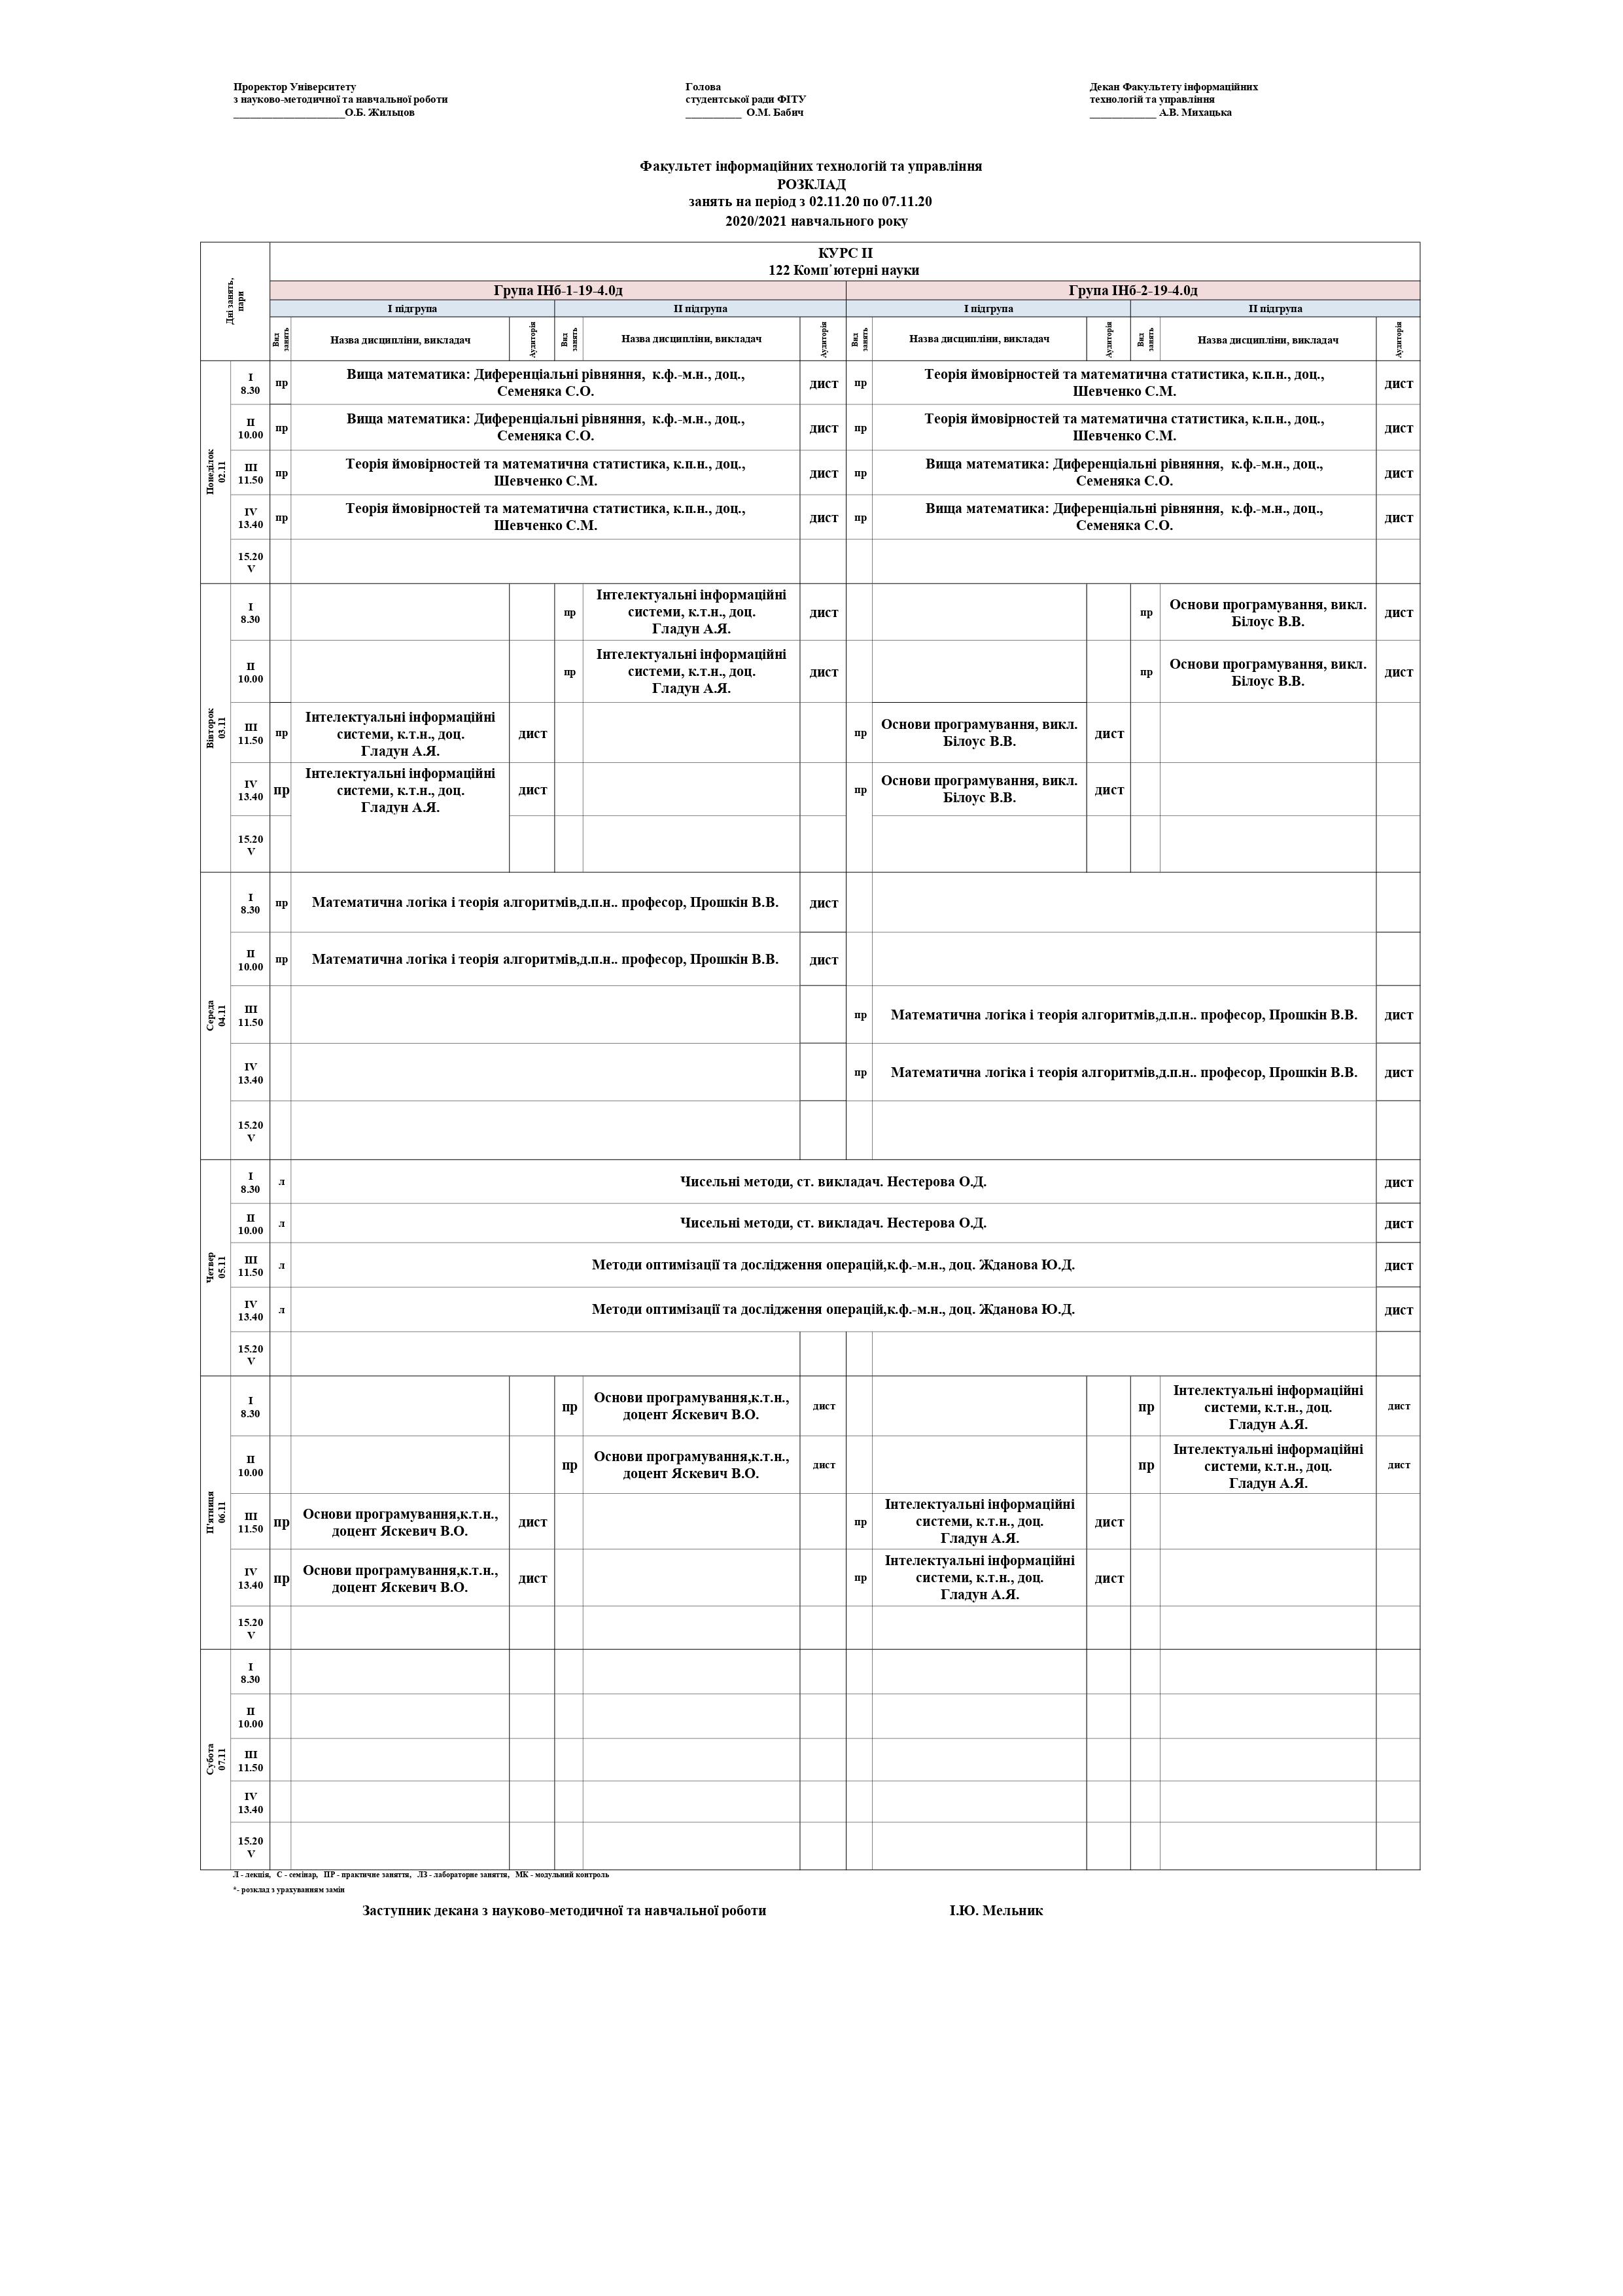 Проректор Університету
з науково-методичної та навчальної роботи
____________________О.Б. Жильцов
Голова
студентської ради ФІТУ
__________ О.М. Бабич
Декан Факультету інформаційних
технологій та управління
____________ А.В. Михацька
Факультет інформаційних технологій та управління
РОЗКЛАД
занять на період з 02.11.20 по 07.11.20
2020/2021 навчального року
Дні занять,
пари
КУРС ІІ
122 Комп`ютерні науки
Група ІНб-1-19-4.0д
Група ІНб-2-19-4.0д
І підгрупа
ІІ підгрупа
І підгрупа
ІІ підгрупа
Вид
занять
Назва дисципліни, викладач
Аудиторія
Вид
занять
Назва дисципліни, викладач
Аудиторія
Вид
занять
Назва дисципліни, викладач
Аудиторія
Вид
занять
Назва дисципліни, викладач
Аудиторія
Понеділок
02.11
І
8.30
пр
Вища математика: Диференціальні рівняння, к.ф.-м.н., доц.,
Семеняка С.О.
дист
пр
Теорія ймовірностей та математична статистика, к.п.н., доц.,
Шевченко С.М.
дист
ІІ
10.00
пр
Вища математика: Диференціальні рівняння, к.ф.-м.н., доц.,
Семеняка С.О.
дист
пр
Теорія ймовірностей та математична статистика, к.п.н., доц.,
Шевченко С.М.
дист
ІІІ
11.50
пр
Теорія ймовірностей та математична статистика, к.п.н., доц.,
Шевченко С.М.
дист
пр
Вища математика: Диференціальні рівняння, к.ф.-м.н., доц.,
Семеняка С.О.
дист
IV
13.40
пр
Теорія ймовірностей та математична статистика, к.п.н., доц.,
Шевченко С.М.
дист
пр
Вища математика: Диференціальні рівняння, к.ф.-м.н., доц.,
Семеняка С.О.
дист
15.20
V
Вівторок
03.11
І
8.30
пр
Інтелектуальні інформаційні
системи, к.т.н., доц.
Гладун А.Я.
дист
пр
Основи програмування, викл.
Білоус В.В.
дист
ІІ
10.00
пр
Інтелектуальні інформаційні
системи, к.т.н., доц.
Гладун А.Я.
дист
пр
Основи програмування, викл.
Білоус В.В.
дист
ІІІ
11.50
пр
Інтелектуальні інформаційні
системи, к.т.н., доц.
Гладун А.Я.
дист
пр
Основи програмування, викл.
Білоус В.В.
дист
IV
13.40
пр
Інтелектуальні інформаційні
системи, к.т.н., доц.
Гладун А.Я.
дист
пр
Основи програмування, викл.
Білоус В.В.
дист
15.20
V
Середа
04.11
І
8.30
пр
Математична логіка і теорія алгоритмів,д.п.н.. професор, Прошкін В.В.
дист
ІІ
10.00
пр
Математична логіка і теорія алгоритмів,д.п.н.. професор, Прошкін В.В.
дист
ІІІ
11.50
пр
Математична логіка і теорія алгоритмів,д.п.н.. професор, Прошкін В.В.
дист
IV
13.40
пр
Математична логіка і теорія алгоритмів,д.п.н.. професор, Прошкін В.В.
дист
15.20
V
Четвер
05.11
І
8.30
л
Чисельні методи, ст. викладач. Нестерова О.Д.
дист
ІІ
10.00
л
Чисельні методи, ст. викладач. Нестерова О.Д.
дист
ІІІ
11.50
л
Методи оптимізації та дослідження операцій,к.ф.-м.н., доц. Жданова Ю.Д.
дист
IV
13.40
л
Методи оптимізації та дослідження операцій,к.ф.-м.н., доц. Жданова Ю.Д.
дист
15.20
V
П'ятниця
06.11
І
8.30
пр
Основи програмування,к.т.н.,
доцент Яскевич В.О.
дист
пр
Інтелектуальні інформаційні
системи, к.т.н., доц.
Гладун А.Я.
дист
ІІ
10.00
пр
Основи програмування,к.т.н.,
доцент Яскевич В.О.
дист
пр
Інтелектуальні інформаційні
системи, к.т.н., доц.
Гладун А.Я.
дист
ІІІ
11.50
пр
Основи програмування,к.т.н.,
доцент Яскевич В.О.
дист
пр
Інтелектуальні інформаційні
системи, к.т.н., доц.
Гладун А.Я.
дист
IV
13.40
пр
Основи програмування,к.т.н.,
доцент Яскевич В.О.
дист
пр
Інтелектуальні інформаційні
системи, к.т.н., доц.
Гладун А.Я.
дист
15.20
V
Субота
07.11
І
8.30
ІІ
10.00
ІІІ
11.50
IV
13.40
15.20
V
Л - лекція, С - семінар, ПР - практичне заняття, ЛЗ - лабораторне заняття, МК - модульний контроль
*- розклад з урахуванням замін
Заступник декана з науково-методичної та навчальної роботи І.Ю. Мельник